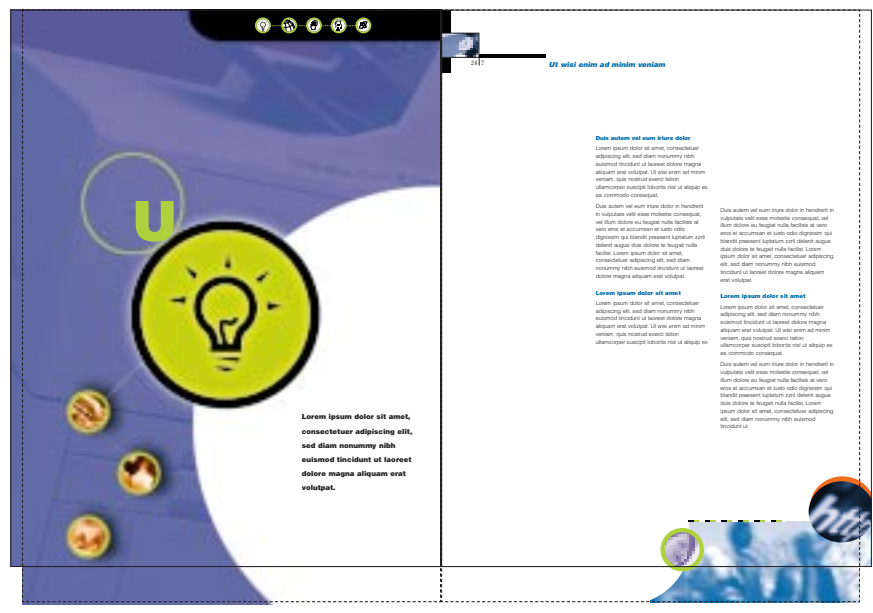 U
Lorem ipsum dolor sit amet,
consectetuer adipiscing elit,
sed diam nonummy nibh
euismod tincidunt ut laoreet
dolore magna aliquam erat
volutpat.
24 7
Ut wisi enim ad minim veniam
Duis autem vel eum iriure dolor
Lorem ipsum dolor sit amet, consectetuer
adipiscing elit, sed diam nonummy nibh
euismod tincidunt ut laoreet dolore magna
aliquam erat volutpat. Ut wisi enim ad minim
veniam, quis nostrud exerci tation
ullamcorper suscipit lobortis nisl ut aliquip ex
ea commodo consequat.
Duis autem vel eum iriure dolor in hendrerit
in vulputate velit esse molestie consequat,
vel illum dolore eu feugiat nulla facilisis at
vero eros et accumsan et iusto odio
dignissim qui blandit praesent luptatum zzril
delenit augue duis dolore te feugait nulla
facilisi. Lorem ipsum dolor sit amet,
consectetuer adipiscing elit, sed diam
nonummy nibh euismod tincidunt ut laoreet
dolore magna aliquam erat volutpat.
Lorem ipsum dolor sit amet
Lorem ipsum dolor sit amet, consectetuer
adipiscing elit, sed diam nonummy nibh
euismod tincidunt ut laoreet dolore magna
aliquam erat volutpat. Ut wisi enim ad minim
veniam, quis nostrud exerci tation
ullamcorper suscipit lobortis nisl ut aliquip ex
Duis autem vel eum iriure dolor in hendrerit in
vulputate velit esse molestie consequat, vel
illum dolore eu feugiat nulla facilisis at vero
eros et accumsan et iusto odio dignissim qui
blandit praesent luptatum zzril delenit augue
duis dolore te feugait nulla facilisi. Lorem
ipsum dolor sit amet, consectetuer adipiscing
elit, sed diam nonummy nibh euismod
tincidunt ut laoreet dolore magna aliquam
erat volutpat.
Lorem ipsum dolor sit amet
Lorem ipsum dolor sit amet, consectetuer
adipiscing elit, sed diam nonummy nibh
euismod tincidunt ut laoreet dolore magna
aliquam erat volutpat. Ut wisi enim ad minim
veniam, quis nostrud exerci tation
ullamcorper suscipit lobortis nisl ut aliquip ex
ea commodo consequat.
Duis autem vel eum iriure dolor in hendrerit in
vulputate velit esse molestie consequat, vel
illum dolore eu feugiat nulla facilisis at vero
eros et accumsan et iusto odio dignissim qui
blandit praesent luptatum zzril delenit augue
duis dolore te feugait nulla facilisi. Lorem
ipsum dolor sit amet, consectetuer adipiscing
elit, sed diam nonummy nibh euismod
tincidunt ut
http